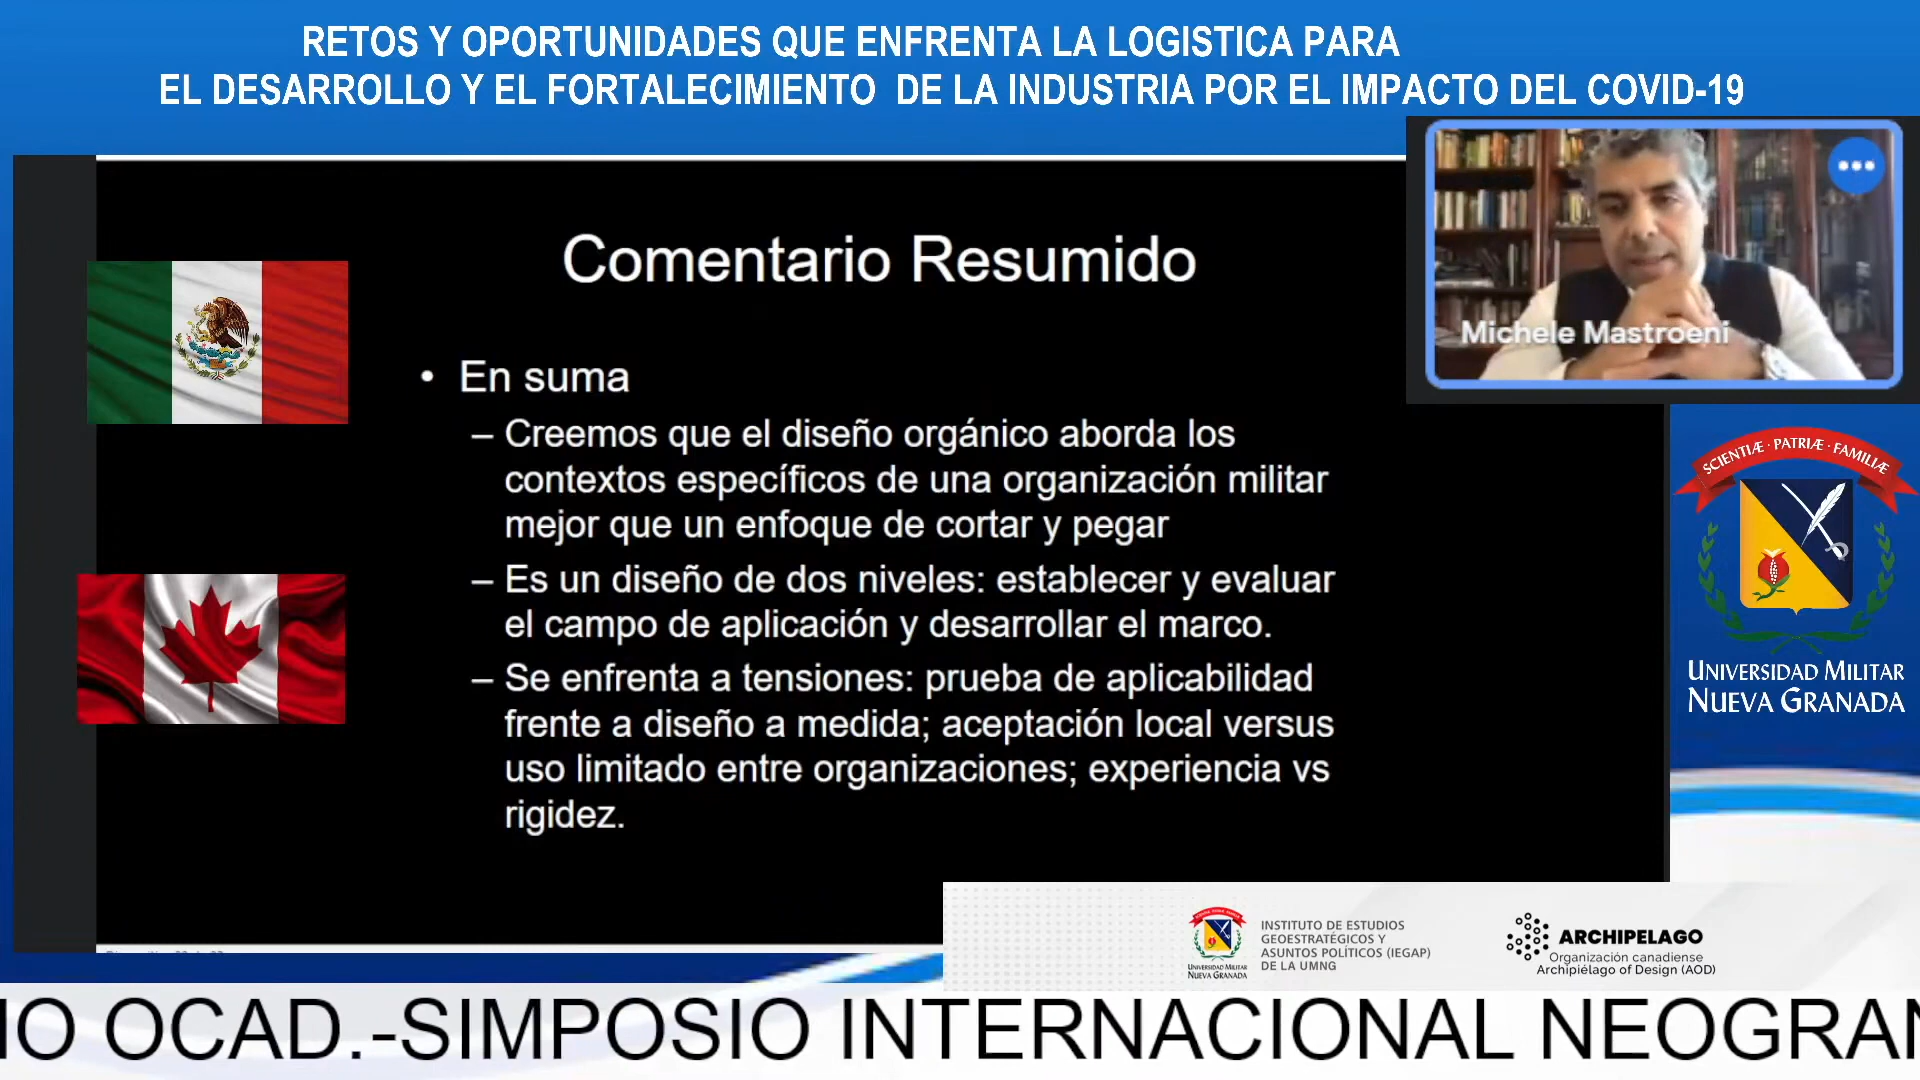 RETOS Y OPORTUNIDADES QUE ENFRENTA LA LOGISTICA PARA
EL DESARROLLO Y EL FORTALECIMIENTO DE LA INDUSTRIA POR EL IMPACTO DEL COVID-19
Michele Mastroeni
Comentario Resumido
• En suma
– Creemos que el diseño orgánico aborda los
contextos específicos de una organización militar
mejor que un enfoque de cortar y pegar
– Es un diseño de dos niveles: establecer y evaluar
el campo de aplicación y desarrollar el marco.
– Se enfrenta a tensiones: prueba de aplicabilidad
frente a diseño a medida; aceptación local versus
uso limitado entre organizaciones; experiencia vs
rigidez.
SCIENTIÆ · PATRIÆ · FAMILIÆ
UNIVERSIDAD MILITAR
NUEVA GRANADA
UNIVERSIDAD MILITAR
NUEVA GRANADA
INSTITUTO DE ESTUDIOS
GEOESTRATÉGICOS Y
ASUNTOS POLÍTICOS (IEGAP)
DE LA UMNG
ARCHIPELAGO
Organización canadiense
Archipiélago of Design (AOD)
IO OCAD.-SIMPOSIO INTERNACIONAL NEOGRAN